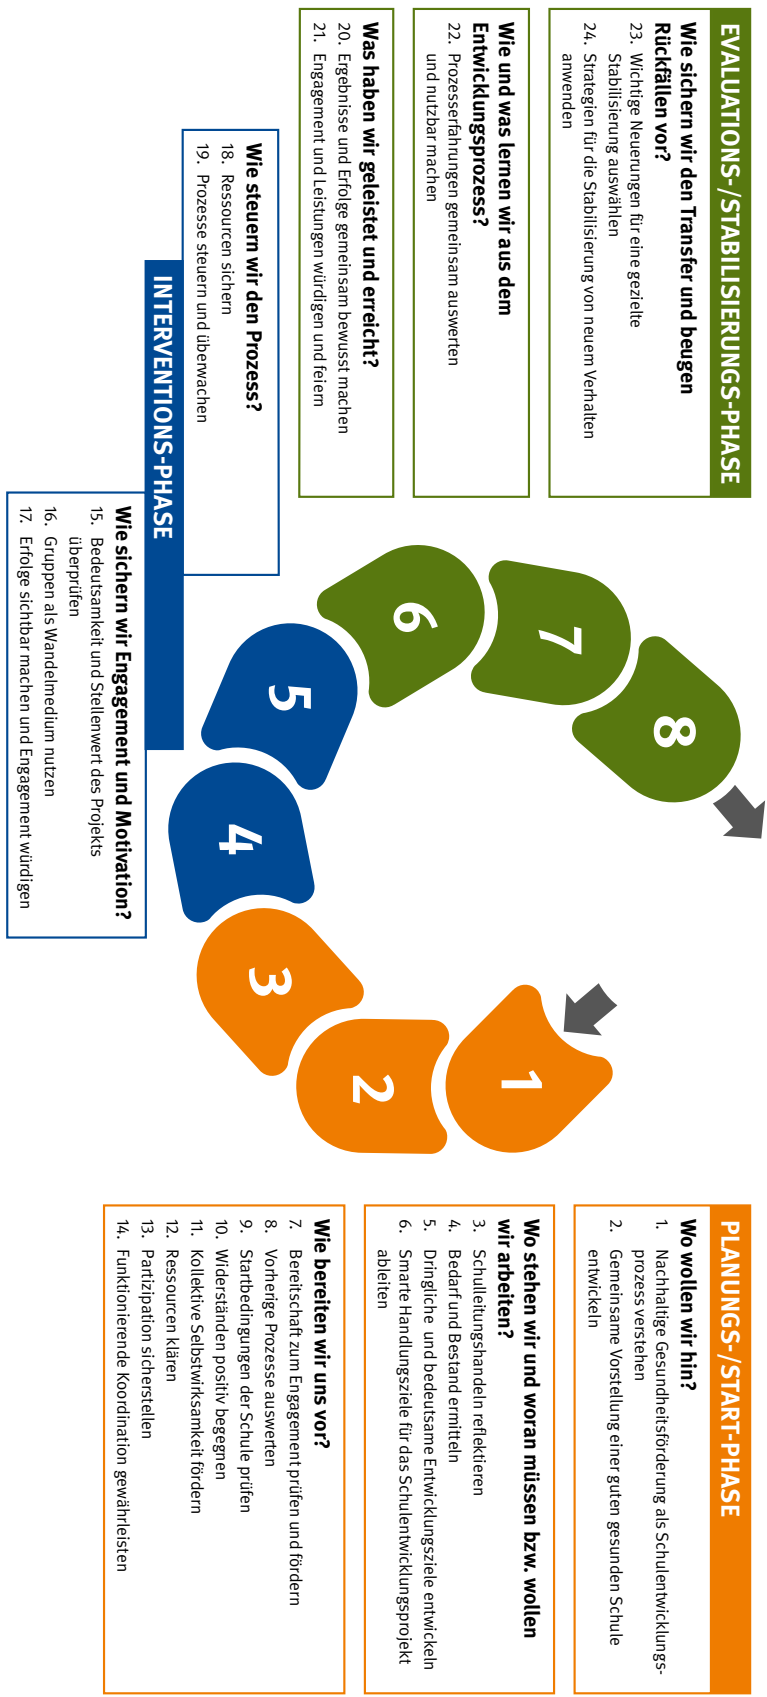 EVALUATIONS-/STABILISIERUNGS-PHASE
Wie sichern wir den Transfer und beugen
Rückfällen vor?
23. Wichtige Neuerungen für eine gezielte
Stabilisierung auswählen
24. Strategien für die Stabilisierung von neuem Verhalten
anwenden
Wie und was lernen wir aus dem
Entwicklungsprozess?
22. Prozesserfahrungen gemeinsam auswerten
und nutzbar machen
Was haben wir geleistet und erreicht?
20. Ergebnisse und Erfolge gemeinsam bewusst machen
21. Engagement und Leistungen würdigen und feiern
Wie steuern wir den Prozess?
18. Ressourcen sichern
19. Prozesse steuern und überwachen
INTERVENTIONS-PHASE
Wie sichern wir Engagement und Motivation?
15. Bedeutsamkeit und Stellenwert des Projekts
überprüfen
16. Gruppen als Wandelmedium nutzen
17. Erfolge sichtbar machen und Engagement würdigen
8
7
6
5
4
3
2
1
PLANUNGS-/START-PHASE
Wo wollen wir hin?
1. Nachhaltige Gesundheitsförderung als Schulentwicklungs-
prozess verstehen
2. Gemeinsame Vorstellung einer guten gesunden Schule
entwickeln
Wo stehen wir und woran müssen bzw. wollen
wir arbeiten?
3. Schulleitungshandeln reflektieren
4. Bedarf und Bestand ermitteln
5. Dringliche und bedeutsame Entwicklungsziele entwickeln
6. Smarte Handlungsziele für das Schulentwicklungsprojekt
ableiten
Wie bereiten wir uns vor?
7. Bereitschaft zum Engagement prüfen und fördern
8. Vorherige Prozesse auswerten
9. Startbedingungen der Schule prüfen
10. Widerständen positiv begegnen
11. Kollektive Selbstwirksamkeit fördern
12. Ressourcen klären
13. Partizipation sicherstellen
14. Funktionierende Koordination gewährleisten